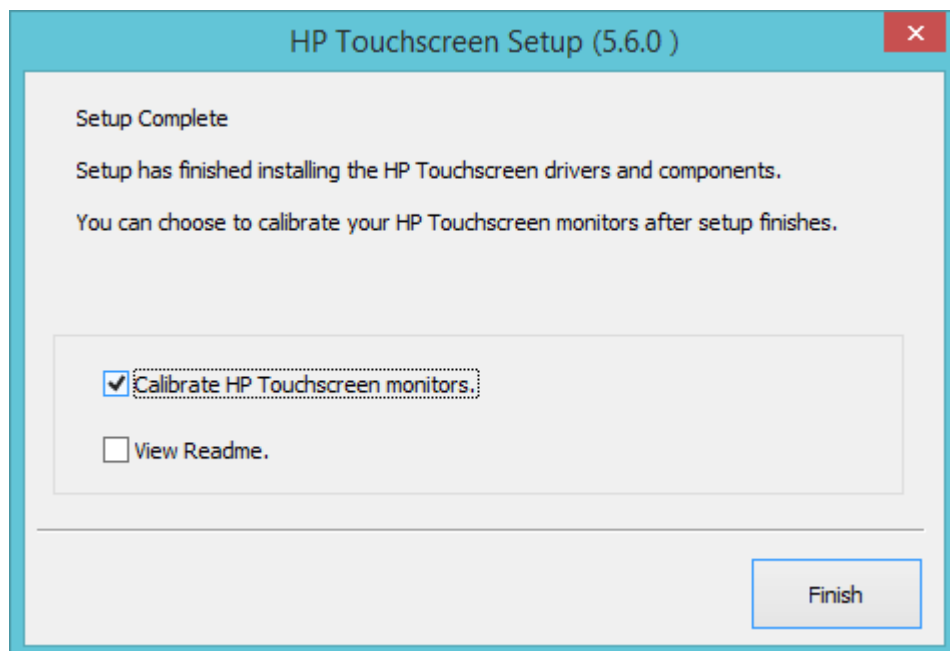 HP Touchscreen Setup (5.6.0 )
Setup Complete
Setup has finished installing the HP Touchscreen drivers and components.
You can choose to calibrate your HP Touchscreen monitors after setup finishes.
Calibrate HP Touchscreen monitors.
View Readme.
Finish